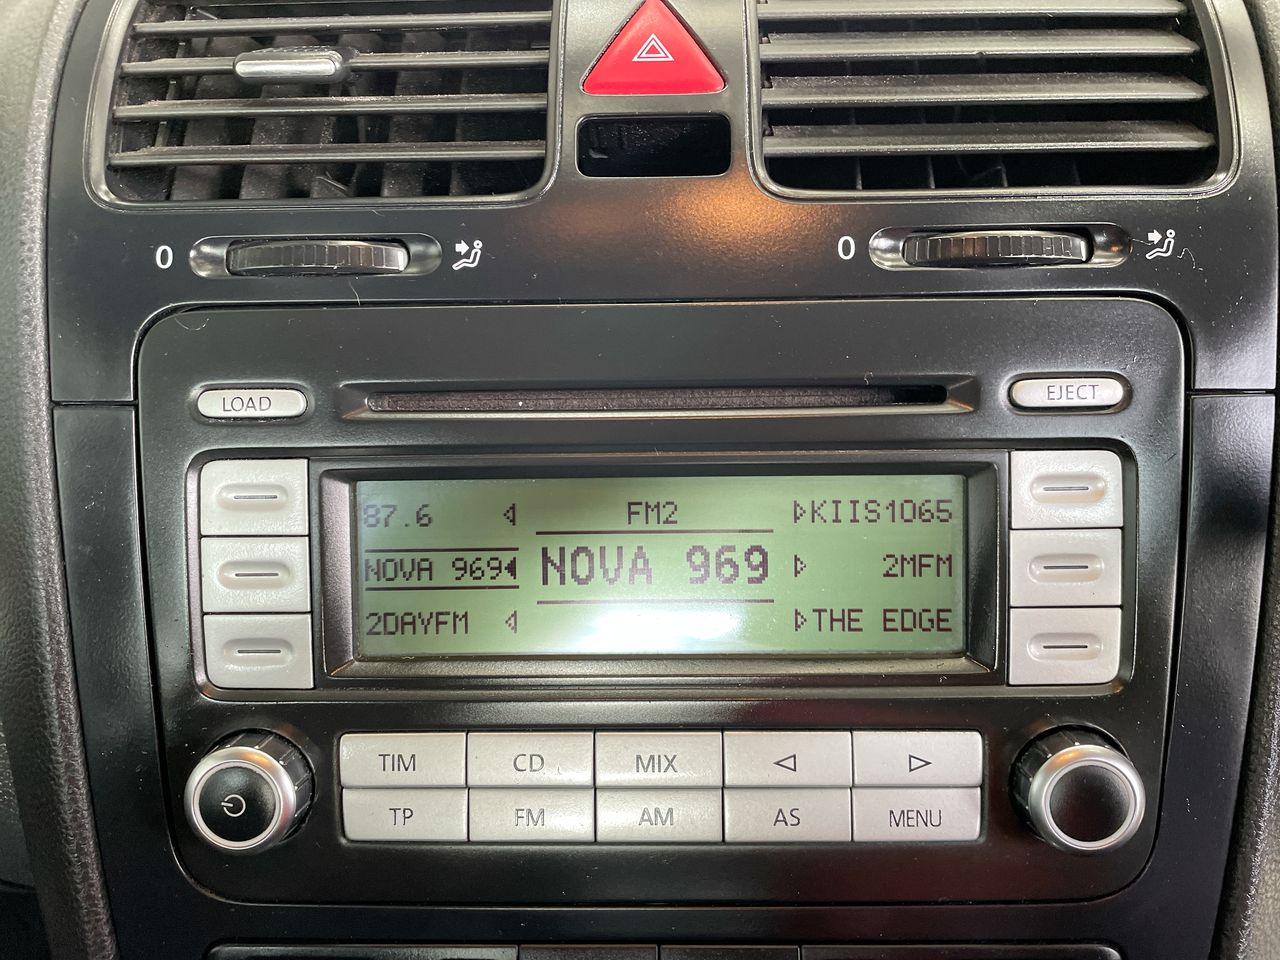 0
0
LOAD
EJECT
87.6 FM2 KIIS1065
NOVA 969 NOVA 969 2MFM
2DAYFM THE EDGE
TIM CD MIX
TP FM AM AS MENU